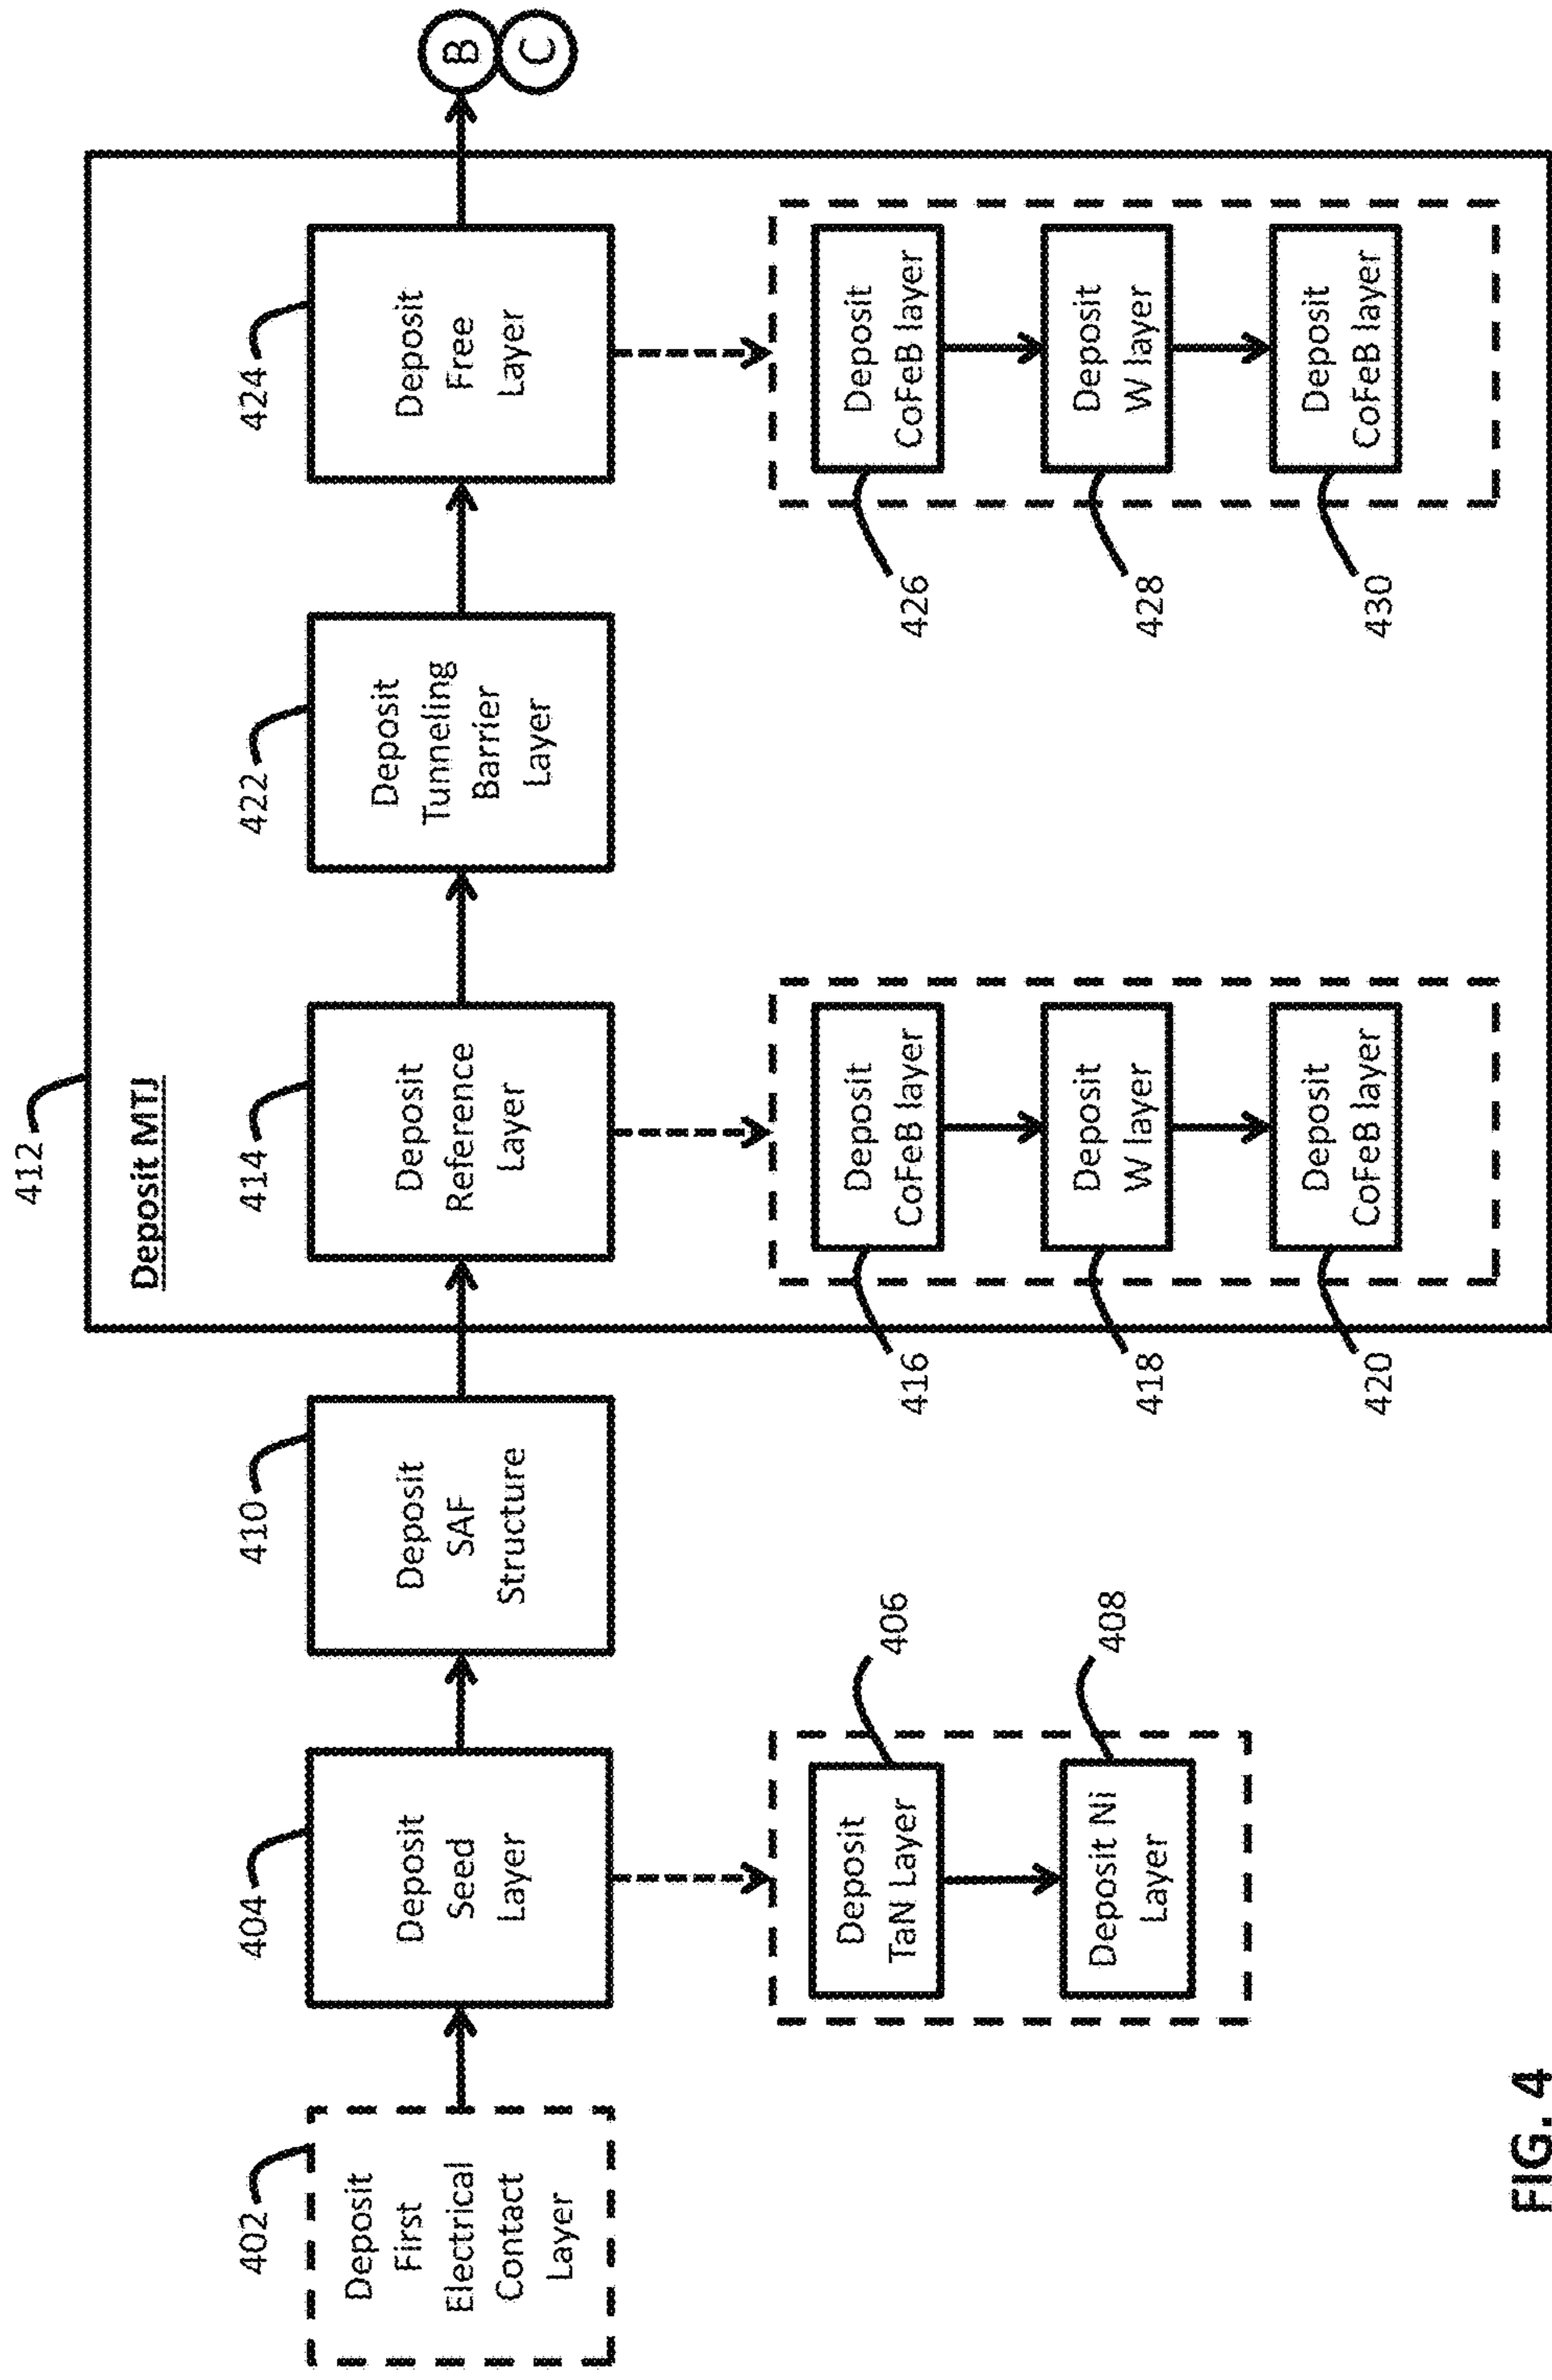 412
Deposit MTJ
402
Deposit
First
Electrical
Contact
Layer
404
Deposit
Seed
Layer
410
Deposit
SAF
Structure
414
Deposit
Reference
Layer
422
Deposit
Tunneling
Barrier
Layer
424
Deposit
Free
Layer
B
C
Deposit
TaN Layer
406
Deposit Ni
Layer
408
416
Deposit
CoFeB layer
418
Deposit
W layer
420
Deposit
CoFeB layer
426
Deposit
CoFeB layer
428
Deposit
W layer
430
Deposit
CoFeB layer
FIG. 4